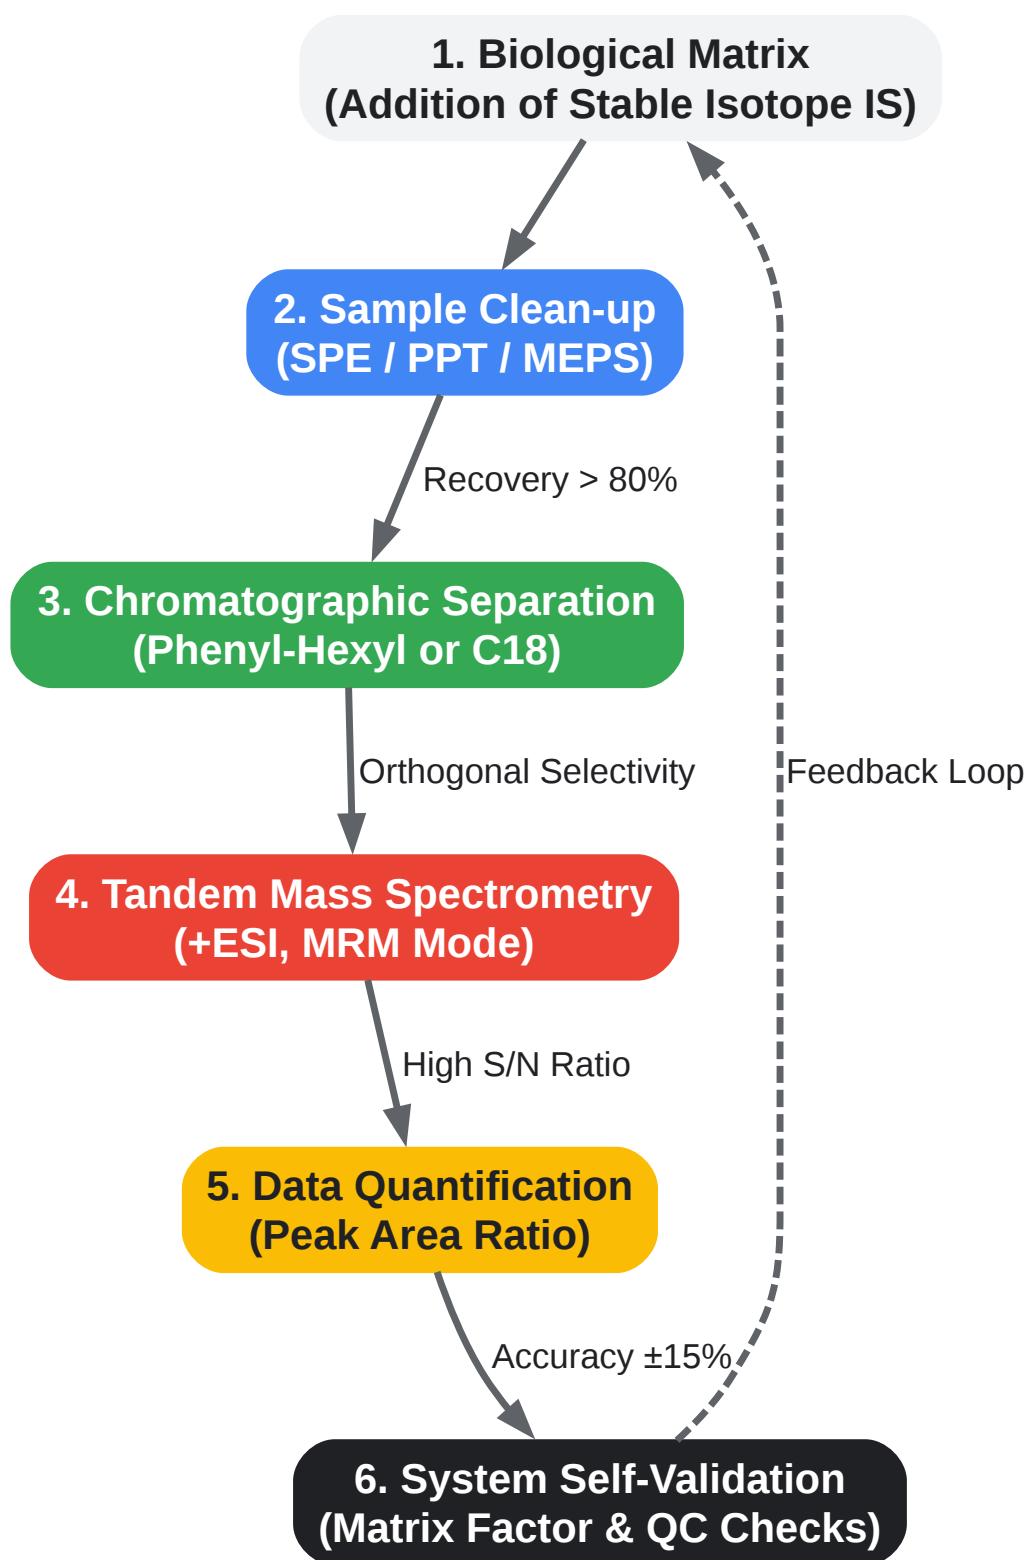 1. Biological Matrix
(Addition of Stable Isotope IS)
2. Sample Clean-up
(SPE / PPT / MEPS)
Recovery > 80%
3. Chromatographic Separation
(Phenyl-Hexyl or C18)
Orthogonal Selectivity
Feedback Loop
4. Tandem Mass Spectrometry
(+ESI, MRM Mode)
High S/N Ratio
5. Data Quantification
(Peak Area Ratio)
Accuracy ±15%
6. System Self-Validation
(Matrix Factor & QC Checks)